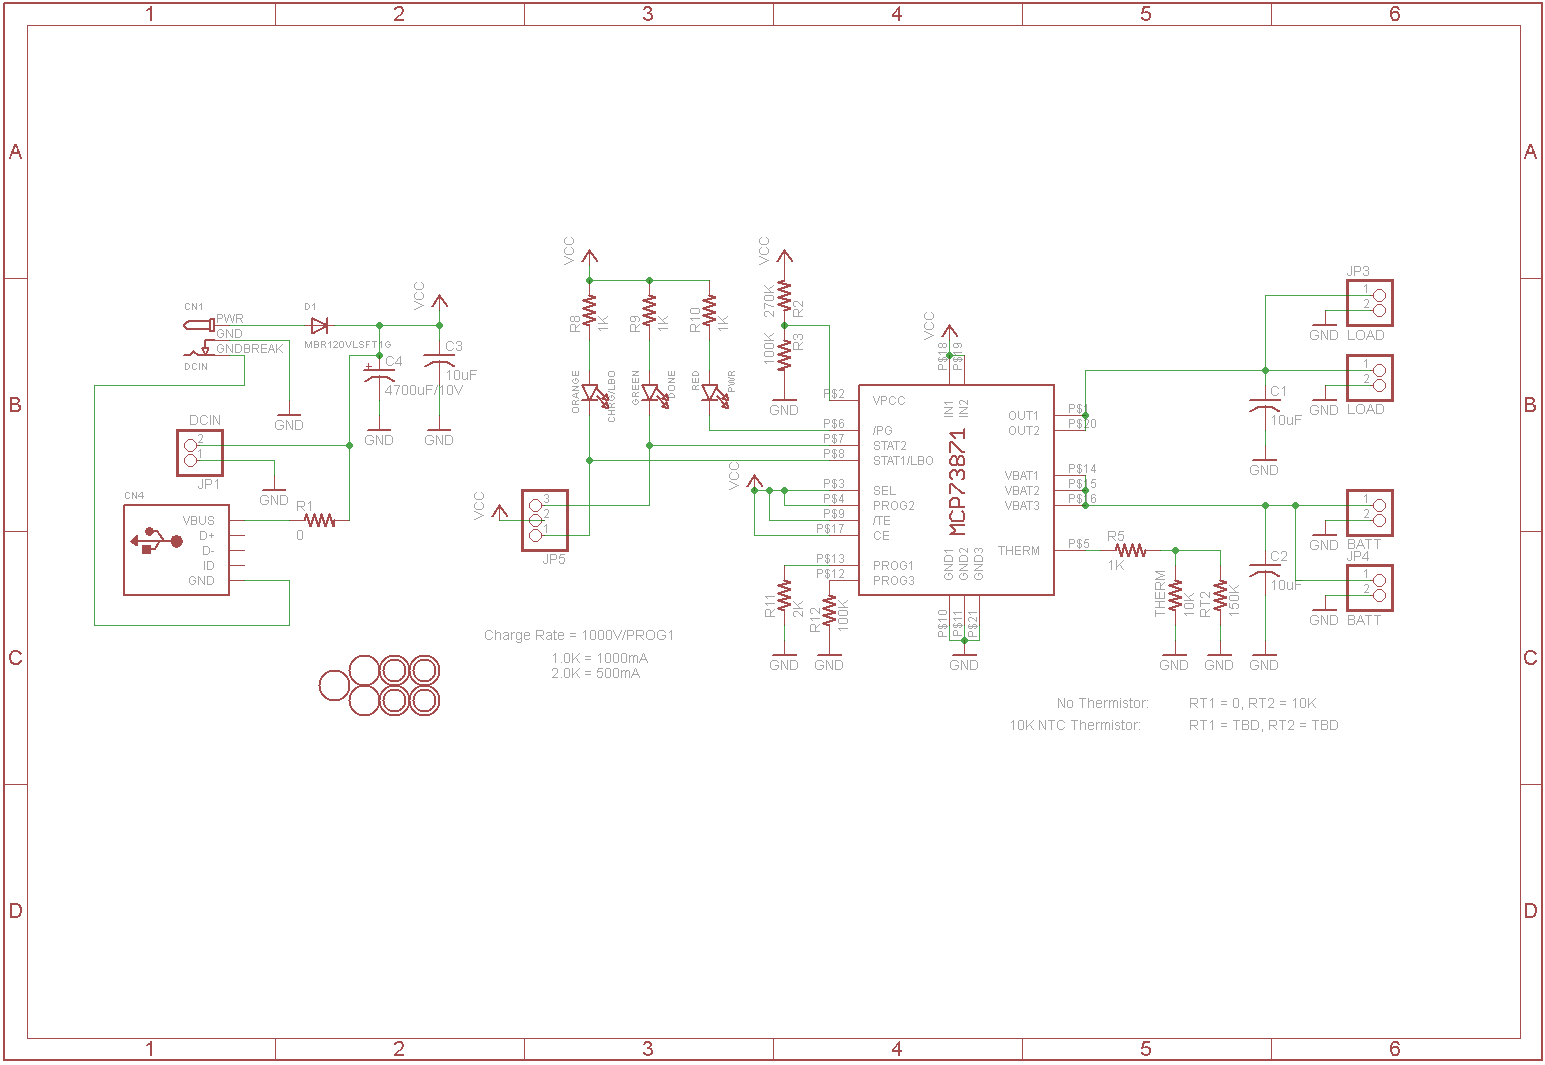 1 2 3 4 5 6
A A
B B
C C
D D
1 2 3 4 5 6
CN1
PWR
GND
GNDBREAK
DCIN
D1
MBR120VLSFT1G
VCC
C3
10uF
C4
+
4700uF/10V
GND
GND
GND
DCIN
2
1
JP1
GND
CN4
VBUS
D+
D-
ID
GND
R1
0
VCC
R8
1K
R9
1K
R10
1K
ORANGE
CHRG/LBO
GREEN
DONE
RED
PWR
VCC
270K
R2
100K
R3
GND
VCC
3
2
1
JP5
VCC
P$2
P$6
P$7
P$8
P$3
P$4
P$9
P$17
P$13
P$12
VPCC
/PG
STAT2
STAT1/LBO
SEL
PROG2
/TE
CE
PROG1
PROG3
MCP73871
VCC
P$18
P$19
IN1
IN2
GND1
GND2
GND3
P$10
P$11
P$21
GND
R11
2K
GND
R12
100K
GND
OUT1
OUT2
VBAT1
VBAT2
VBAT3
THERM
P$1
P$20
P$14
P$15
P$16
P$5
R5
1K
THERM
10K
RT2
150K
GND
GND
C1
10uF
GND
C2
10uF
GND
JP3
1
2
GND
LOAD
1
2
GND
LOAD
1
2
GND
BATT
JP4
1
2
GND
BATT
Charge Rate = 1000V/PROG1
1.0K = 1000mA
2.0K = 500mA
No Thermistor: RT1 = 0, RT2 = 10K
10K NTC Thermistor: RT1 = TBD, RT2 = TBD